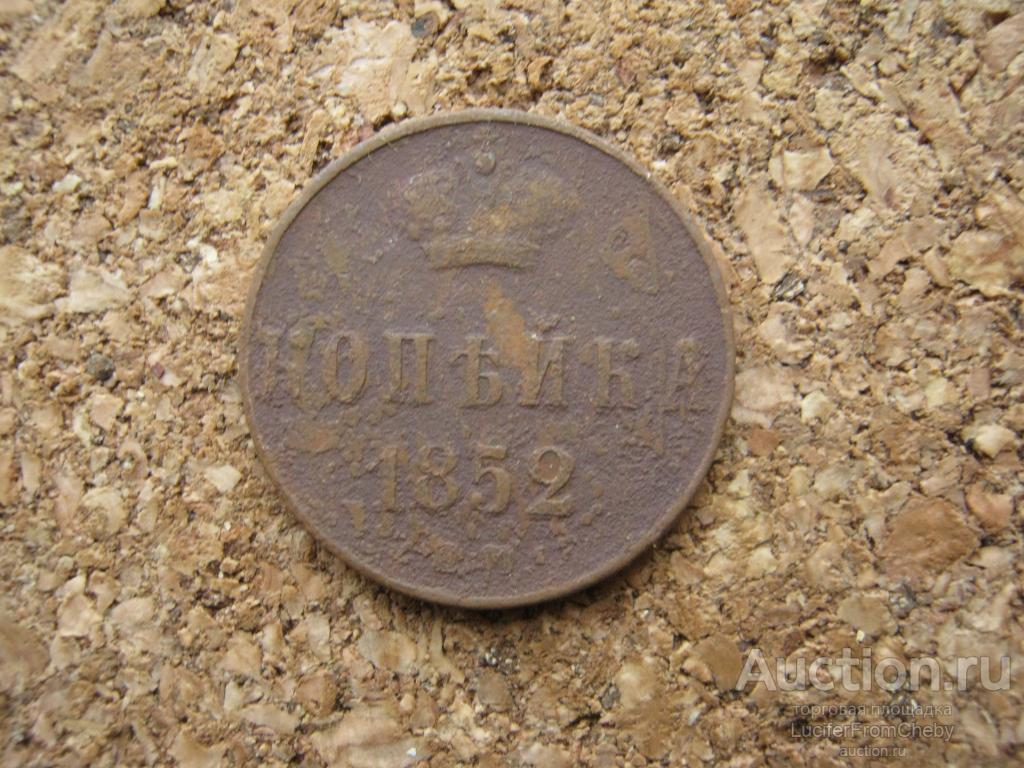 КОПѢЙКА
1852
Auction.ru
торговая площадка
LuciferFromCheby
auction.ru